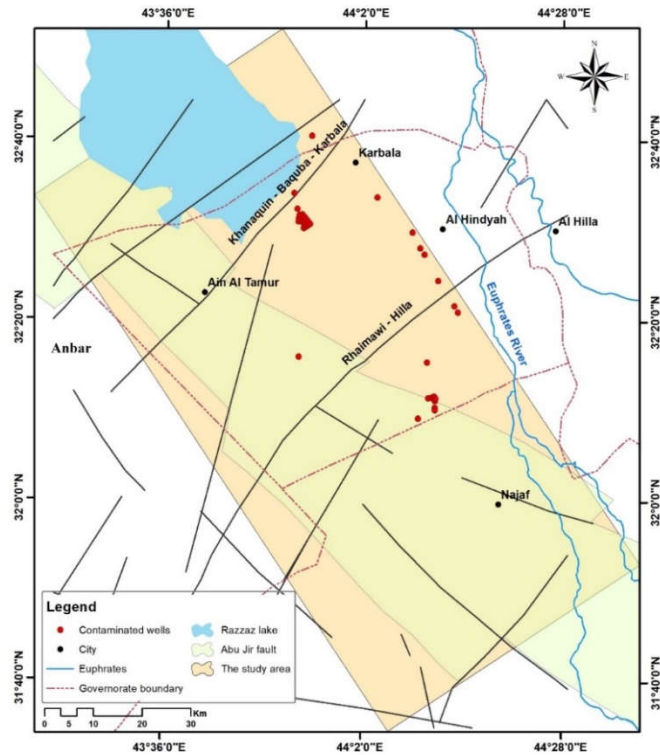 43°36'0"E
44°2'0"E
44°28'0"E
N
W
E
S
32°40'0"N
32°40'0"N
Karbala
Khanaquin - Baquba - Karbala
Al Hindyah
Al Hilla
Ain Al Tamur
32°20'0"N
32°20'0"N
Rhaimawi - Hilla
Euphrates River
Anbar
32°0'0"N
32°0'0"N
Najaf
Legend
Contaminated wells
Razzaz lake
City
Abu Jir fault
Euphrates
The study area
Governorate boundary
Km
0 5 10 20 30
31°40'0"N
31°40'0"N
43°36'0"E
44°2'0"E
44°28'0"E